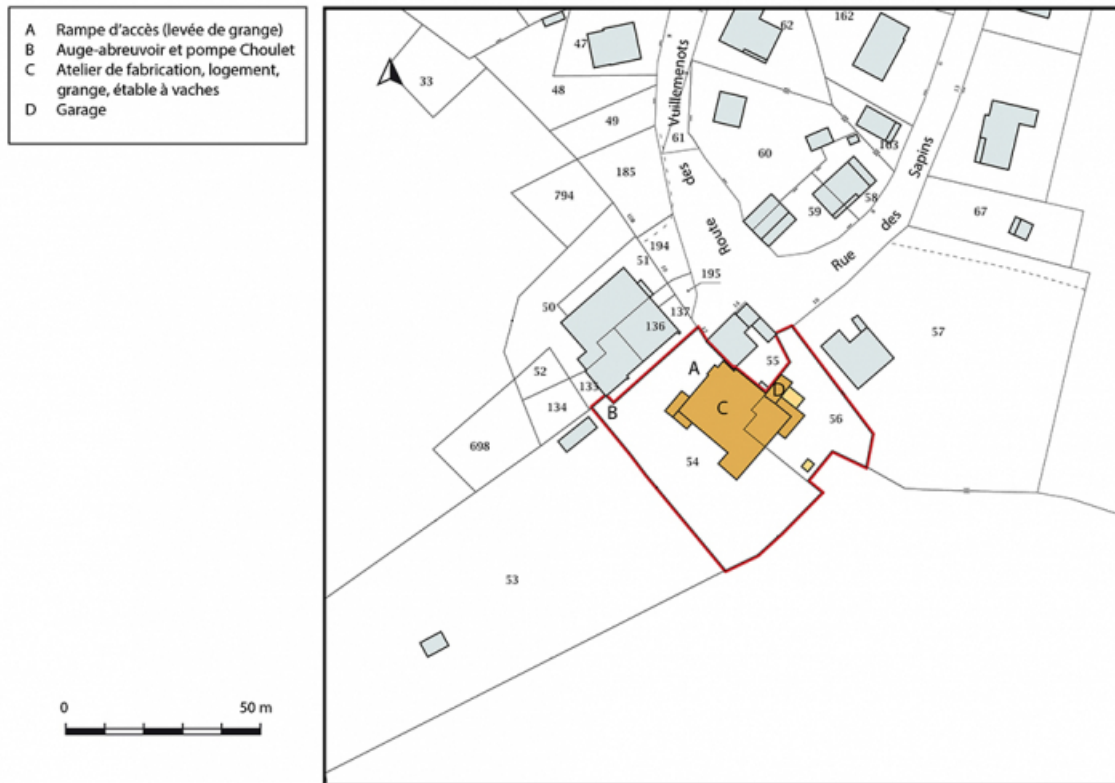 A Rampe d'accès (levée de grange)
B Auge-abreuvoir et pompe Choulet
C Atelier de fabrication, logement,
grange, étable à vaches
D Garage
0 50 m
162
62
47
33
48
Vuillemenots
49
61
103
60
185
des
Sapins
794
58
59
67
des
194
Route
Rue
51
195
50
137
136
57
55
A
52
133
D
134
B
C
56
698
54
53